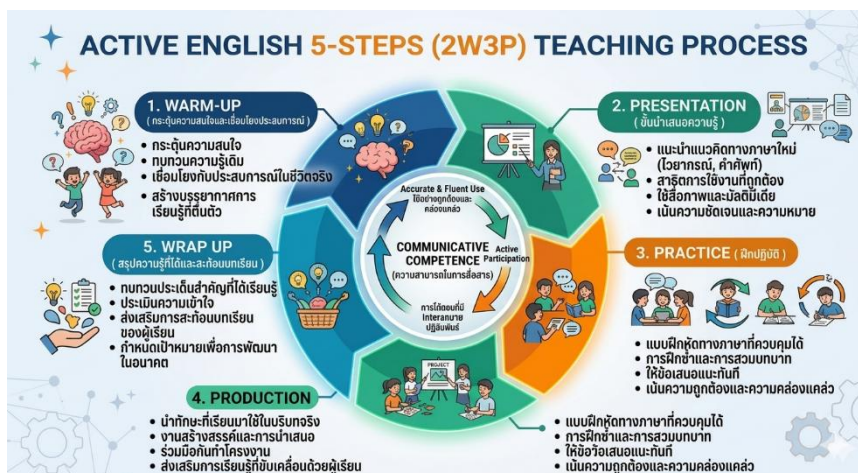 ACTIVE ENGLISH 5-STEPS (2W3P) TEACHING PROCESS
1. WARM-UP
(กระตุ้นความสนใจและเชื่อมโยงประสบการณ์)
• กระตุ้นความสนใจ
• ทบทวนความรู้เดิม
• เชื่อมโยงกับประสบการณ์ในชีวิตจริง
• สร้างบรรยากาศการ
เรียนรู้ที่ตื่นตัว
2. PRESENTATION
(ขั้นนำเสนอความรู้)
• แนะนำแนวคิดทางภาษาใหม่
(ไวยากรณ์, คำศัพท์)
• สาธิตการใช้งานที่ถูกต้อง
• ใช้สื่อภาพและมัลติมีเดีย
• เน้นความชัดเจนและความหมาย
3. PRACTICE (ฝึกปฏิบัติ)
• แบบฝึกหัดทางภาษาที่ควบคุมได้
• การฝึกซ้ำและการสวมบทบาท
• ให้ข้อเสนอแนะทันที
• เน้นความถูกต้องและความคล่องแคล่ว
4. PRODUCTION
• นำทักษะที่เรียนมาใช้ในบริบทจริง
• งานสร้างสรรค์และการนำเสนอ
• ร่วมมือกันทำโครงงาน
• ส่งเสริมการเรียนรู้ที่ขับเคลื่อนด้วยผู้เรียน
• แบบฝึกหัดทางภาษาที่ควบคุมได้
• การฝึกซ้ำและการสวมบทบาท
• เน้นความถูกต้องและความคล่องแคล่ว
5. WRAP UP
(สรุปความรู้ที่ได้และสะท้อนบทเรียน)
• ทบทวนประเด็นสำคัญที่ได้เรียนรู้
• ประเมินความเข้าใจ
• ส่งเสริมการสะท้อนบทเรียน
ของผู้เรียน
• กำหนดเป้าหมายเพื่อการพัฒนา
ในอนาคต
Accurate & Fluent Use
ใช้อย่างถูกต้องและ
คล่องแคล่ว
COMMUNICATIVE
COMPETENCE
(ความสามารถในการสื่อสาร)
Active
Participation
การโต้ตอบที่มี
ปฏิสัมพันธ์
PROJECT